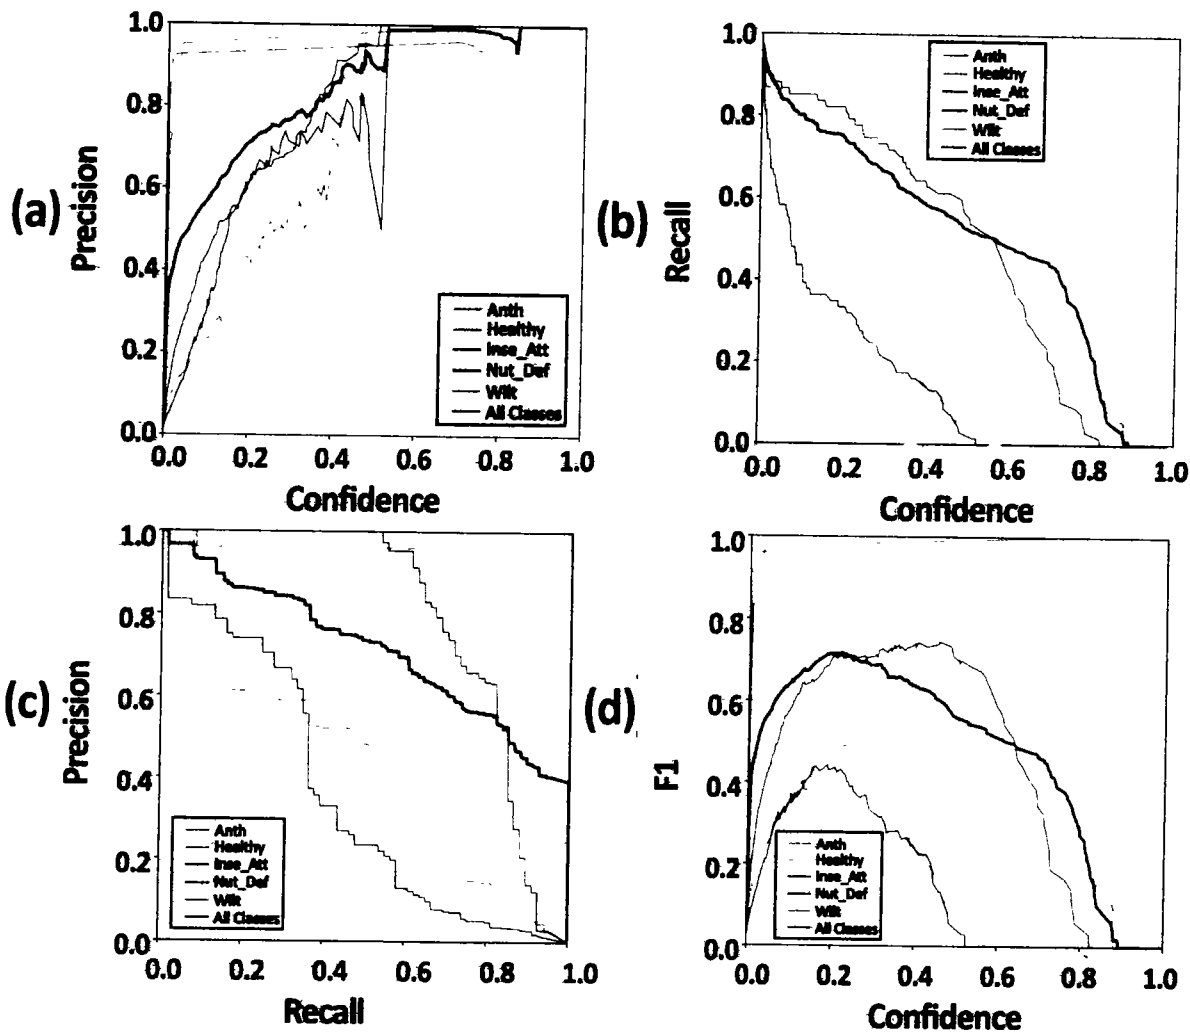 (a)
Precision
1.0
0.8
0.6
0.4
0.2
0.0
0.0 0.2 0.4 0.6 0.8 1.0
Confidence
Anth
Healthy
Inse_Att
Nut_Def
Wilt
All Classes
(b)
Recall
1.0
0.8
0.6
0.4
0.2
0.0
0.0 0.2 0.4 0.6 0.8 1.0
Confidence
Anth
Healthy
Inse_Att
Nut_Def
Wilt
All Classes
(c)
Precision
1.0
0.8
0.6
0.4
0.2
0.0
0.0 0.2 0.4 0.6 0.8 1.0
Recall
Anth
Healthy
Inse_Att
Nut_Def
Wilt
All Classes
(d)
F1
1.0
0.8
0.6
0.4
0.2
0.0
0.0 0.2 0.4 0.6 0.8 1.0
Confidence
Anth
Healthy
Inse_Att
Nut_Def
Wilt
All Classes